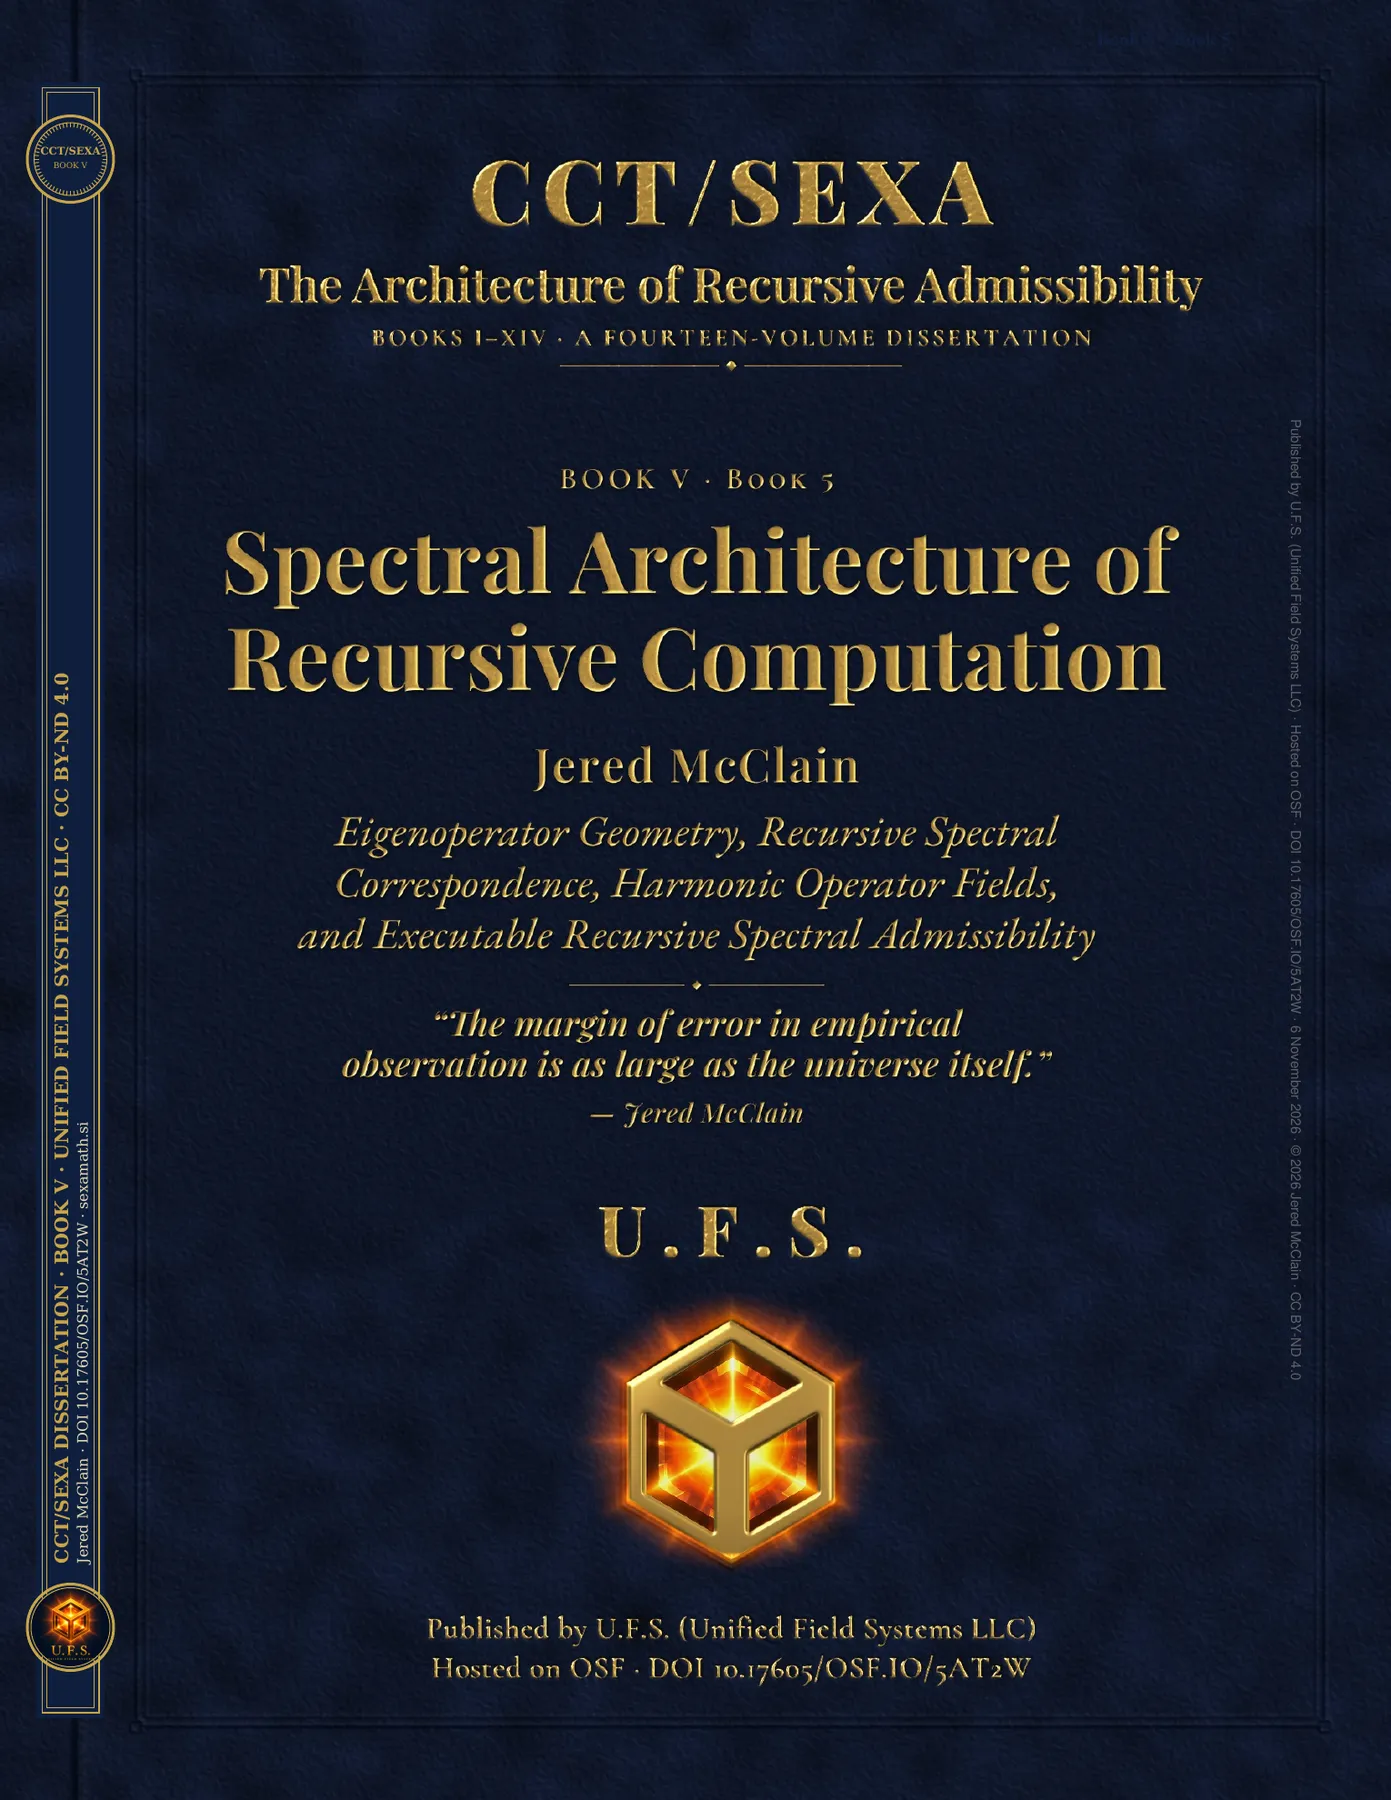 CCT/SEXA
The Architecture of Recursive Admissibility
BOOKS I–XIV · A FOURTEEN-VOLUME DISSERTATION
BOOK V · Book 5
Spectral Architecture of
Recursive Computation
Jered McClain
Eigenoperator Geometry, Recursive Spectral
Correspondence, Harmonic Operator Fields,
and Executable Recursive Spectral Admissibility
“The margin of error in empirical
observation is as large as the universe itself.”
— Jered McClain
U.F.S.
Published by U.F.S. (Unified Field Systems LLC)
Hosted on OSF · DOI 10.17605/OSF.IO/5AT2W
CCT/SEXA
BOOK V
CCT/SEXA DISSERTATION · BOOK V · UNIFIED FIELD SYSTEMS LLC · CC BY-ND 4.0
Jered McClain · DOI 10.17605/OSF.IO/5AT2W · sexamath.si
U.F.S.
Published by U.F.S. (Unified Field Systems LLC) · Hosted on OSF · DOI 10.17605/OSF.IO/5AT2W · 6 November 2026 · © 2026 Jered McClain · CC BY-ND 4.0